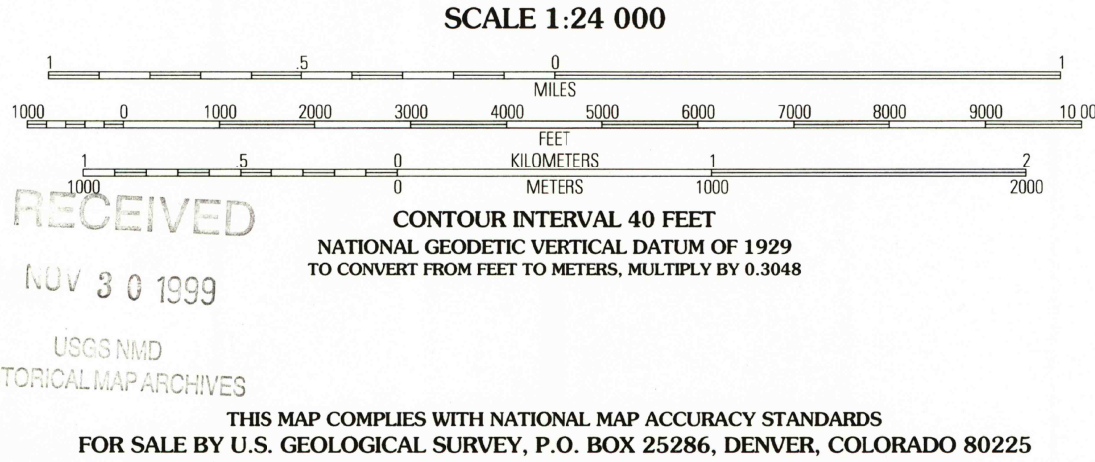 SCALE 1:24 000
1 .5 0 1
MILES
1000 0 1000 2000 3000 4000 5000 6000 7000 8000 9000 10 00
FEET
1 .5 0 KILOMETERS 1 2
1000 0 METERS 1000 2000
RECEIVED
CONTOUR INTERVAL 40 FEET
NATIONAL GEODETIC VERTICAL DATUM OF 1929
TO CONVERT FROM FEET TO METERS, MULTIPLY BY 0.3048
NOV 30 1999
USGS NMD
TORICAL MAP ARCHIVES
THIS MAP COMPLIES WITH NATIONAL MAP ACCURACY STANDARDS
FOR SALE BY U.S. GEOLOGICAL SURVEY, P.O. BOX 25286, DENVER, COLORADO 80225